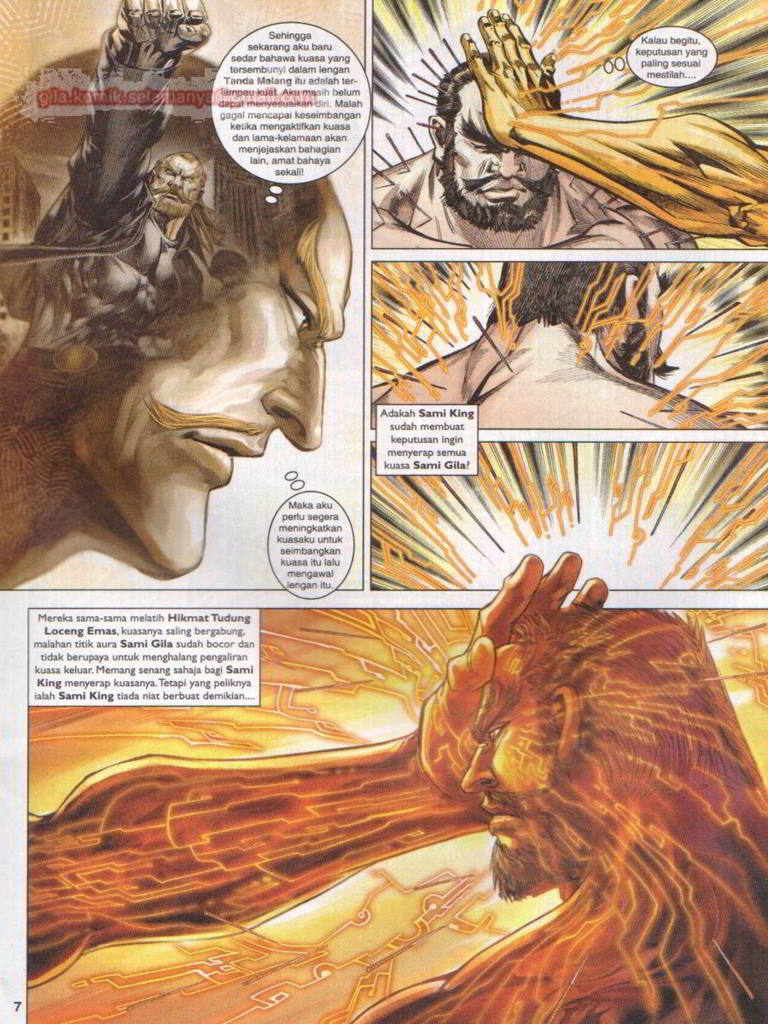 Sehingga
sekarang aku baru
sedar bahawa kuasa yang
tersembunyi dalam lengan
Tanda Malang itu adalah ter-
lampau kuat. Aku masih belum
dapat menyesuaikan diri. Malah
gagal mencapai keseimbangan
ketika mengaktifkan kuasa
dan lama-kelamaan akan
menjejaskan bahagian
lain, amat bahaya
sekali!
Kalau begitu,
keputusan yang
paling sesuai
mestilah....
Adakah Sami King
sudah membuat
keputusan ingin
menyerap semua
kuasa Sami Gila?
Maka aku
perlu segera
meningkatkan
kuasaku untuk
seimbangkan
kuasa itu lalu
mengawal
lengan itu.
Mereka sama-sama melatih Hikmat Tudung
Loceng Emas, kuasanya saling bergabung,
malahan titik aura Sami Gila sudah bocor dan
tidak berupaya untuk menghalang pengaliran
kuasa keluar. Memang senang sahaja bagi Sami
King menyerap kuasanya. Tetapi yang peliknya
ialah Sami King tiada niat berbuat demikian....
7